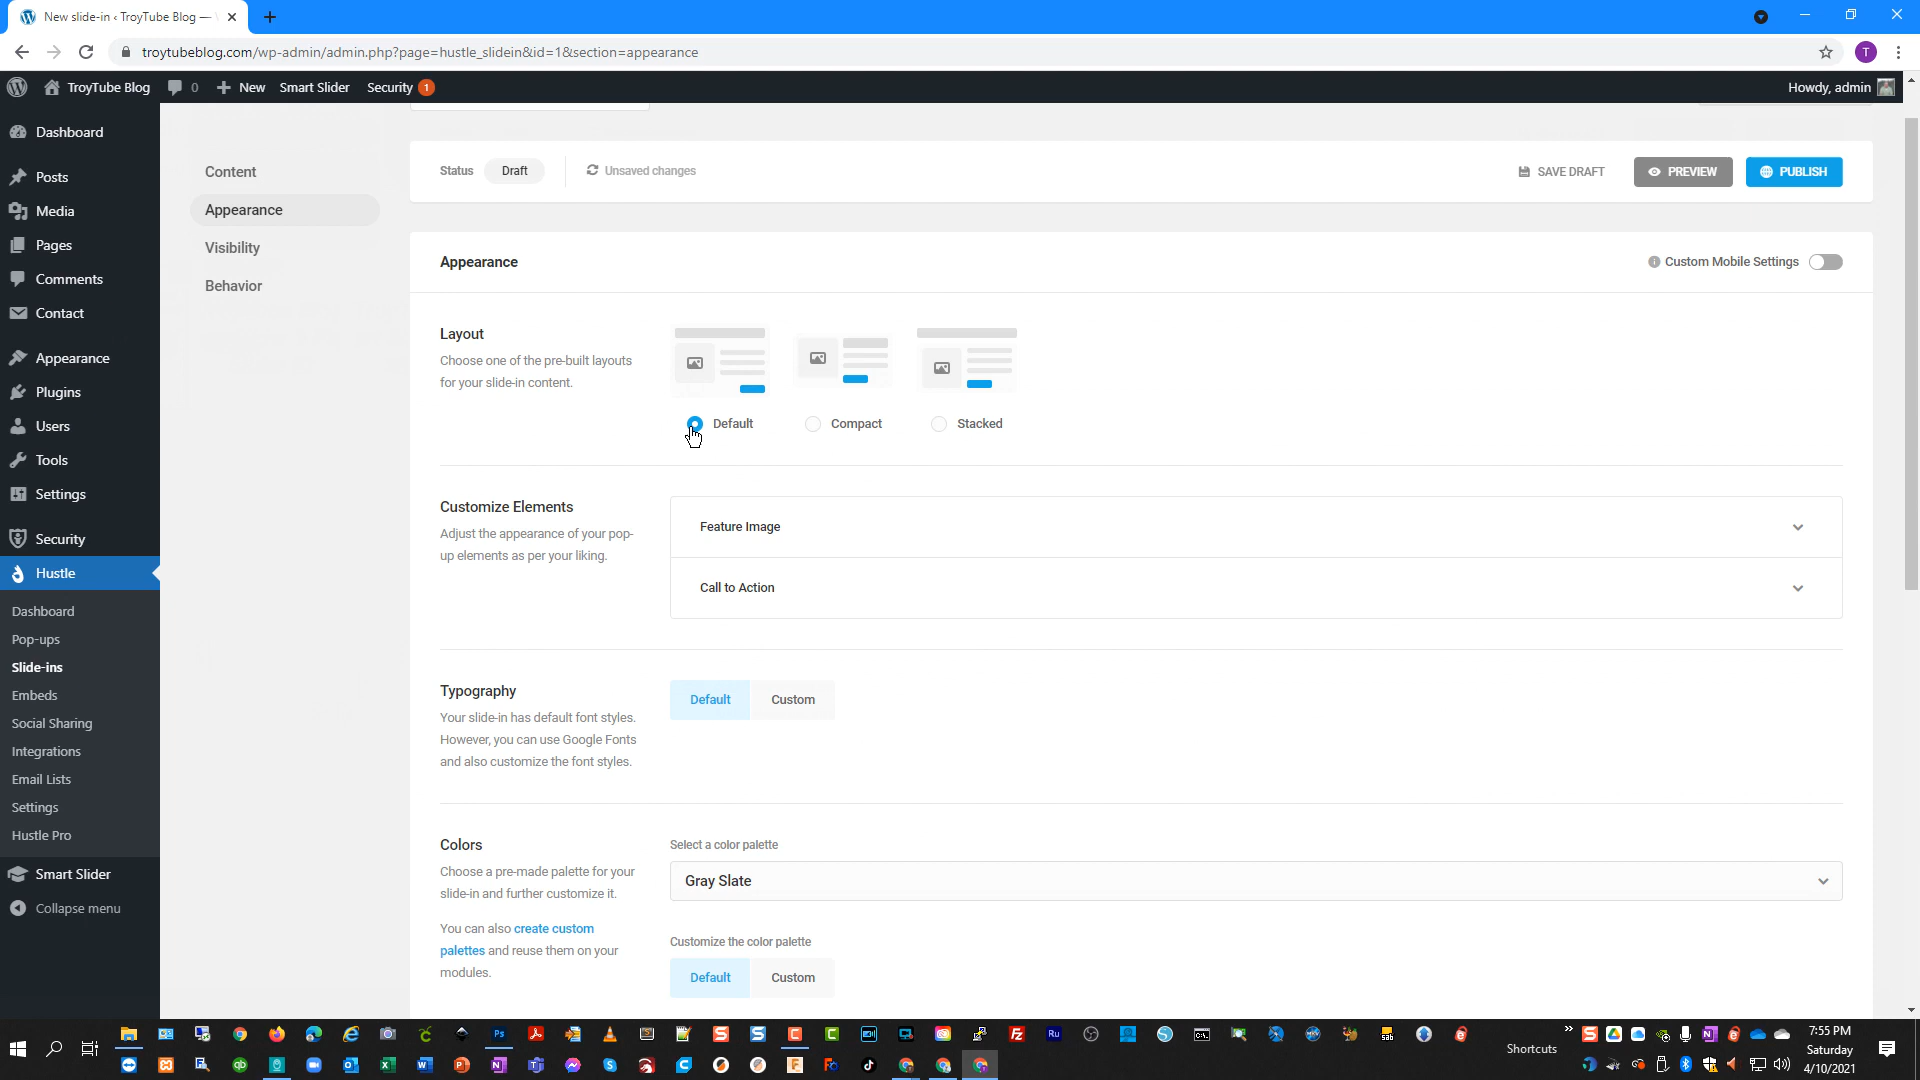 New slide-in ‹ TroyTube Blog —
troytubeblog.com/wp-admin/admin.php?page=hustle_slidein&id=1&section=appearance
T
TroyTube Blog 0 New Smart Slider Security 1
Howdy, admin
Dashboard
Posts
Media
Pages
Comments
Contact
Appearance
Plugins
Users
Tools
Settings
Security
Hustle
Dashboard
Pop-ups
Slide-ins
Embeds
Social Sharing
Integrations
Email Lists
Settings
Hustle Pro
Smart Slider
Collapse menu
Content
Appearance
Visibility
Behavior
Status Draft Unsaved changes
SAVE DRAFT PREVIEW PUBLISH
Appearance
Custom Mobile Settings
Layout
Choose one of the pre-built layouts
for your slide-in content.
Default Compact Stacked
Customize Elements
Adjust the appearance of your pop-
up elements as per your liking.
Feature Image
Call to Action
Typography
Your slide-in has default font styles.
However, you can use Google Fonts
and also customize the font styles.
Default Custom
Colors
Choose a pre-made palette for your
slide-in and further customize it.
You can also create custom
palettes and reuse them on your
modules.
Select a color palette
Gray Slate
Customize the color palette
Default Custom
Shortcuts
7:55 PM
Saturday
4/10/2021